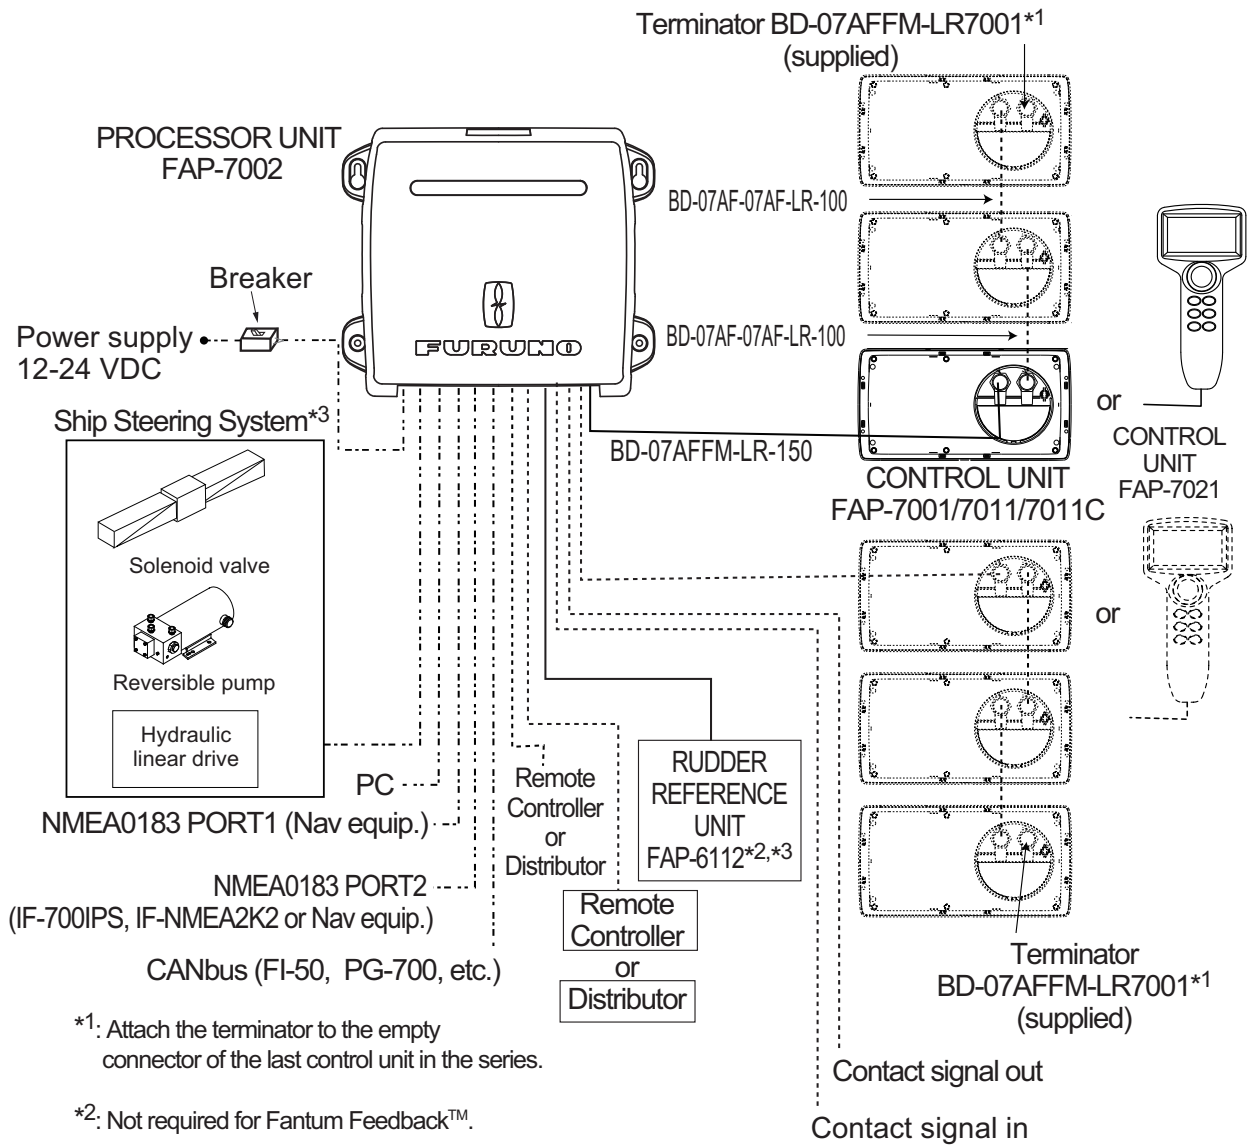 Terminator BD-07AFFM-LR7001*1
(supplied)
PROCESSOR UNIT
FAP-7002
BD-07AF-07AF-LR-100
Breaker
Power supply
12-24 VDC
FURUNO
BD-07AF-07AF-LR-100
or
Ship Steering System*3
BD-07AFFM-LR-150
CONTROL UNIT
FAP-7001/7011/7011C
CONTROL
UNIT
FAP-7021
Solenoid valve
Reversible pump
or
Hydraulic
linear drive
PC
NMEA0183 PORT1 (Nav equip.)
NMEA0183 PORT2
(IF-700IPS, IF-NMEA2K2 or Nav equip.)
CANbus (FI-50, PG-700, etc.)
Remote
Controller
or
Distributor
Remote
Controller
or
Distributor
RUDDER
REFERENCE
UNIT
FAP-6112*2,*3
Terminator
BD-07AFFM-LR7001*1
(supplied)
*1: Attach the terminator to the empty
connector of the last control unit in the series.
*2: Not required for Fantum Feedback™.
Contact signal out
Contact signal in